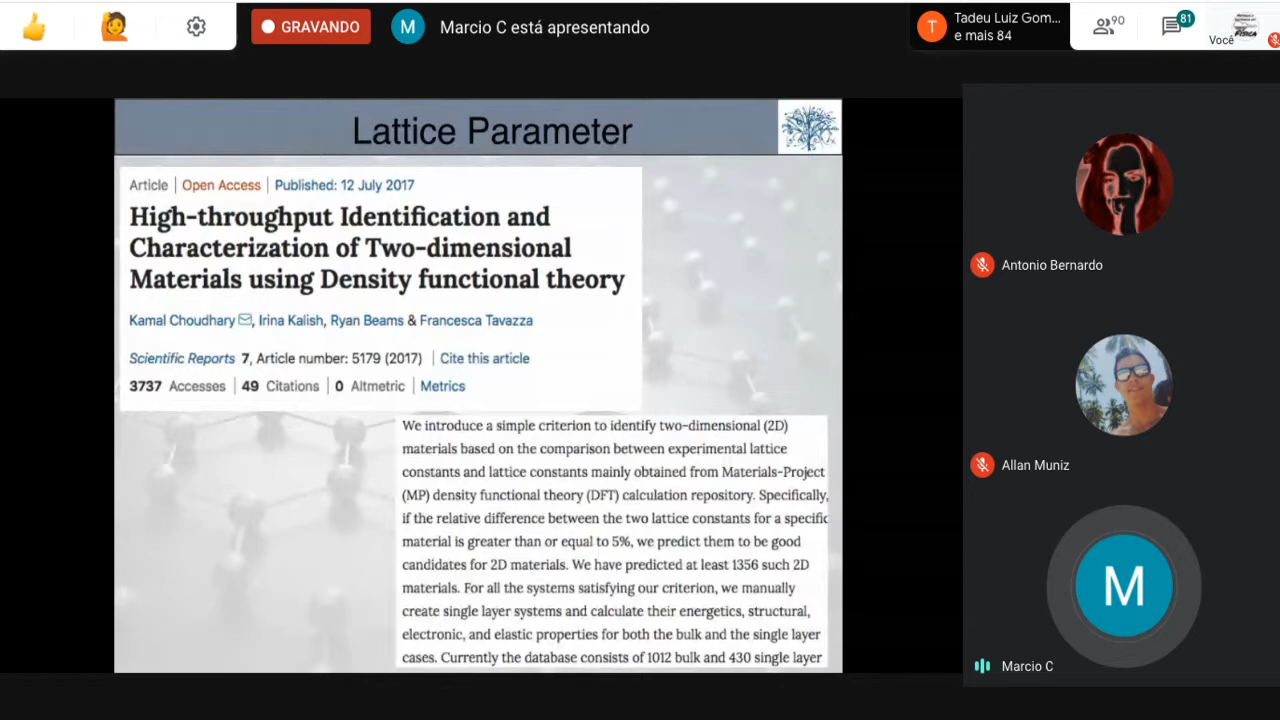 GRAVANDO
M
Marcio C está apresentando
T
Tadeu Luiz Gom...
e mais 84
90
81
Você
FÍSICA
Lattice Parameter
Article | Open Access | Published: 12 July 2017
High-throughput Identification and
Characterization of Two-dimensional
Materials using Density functional theory
Kamal Choudhary, Irina Kalish, Ryan Beams & Francesca Tavazza
Scientific Reports 7, Article number: 5179 (2017) | Cite this article
3737 Accesses | 49 Citations | 0 Altmetric | Metrics
We introduce a simple criterion to identify two-dimensional (2D)
materials based on the comparison between experimental lattice
constants and lattice constants mainly obtained from Materials-Project
(MP) density functional theory (DFT) calculation repository. Specifically,
if the relative difference between the two lattice constants for a specific
material is greater than or equal to 5%, we predict them to be good
candidates for 2D materials. We have predicted at least 1356 such 2D
materials. For all the systems satisfying our criterion, we manually
create single layer systems and calculate their energetics, structural,
electronic, and elastic properties for both the bulk and the single layer
cases. Currently the database consists of 1012 bulk and 430 single layer
Antonio Bernardo
Allan Muniz
M
Marcio C